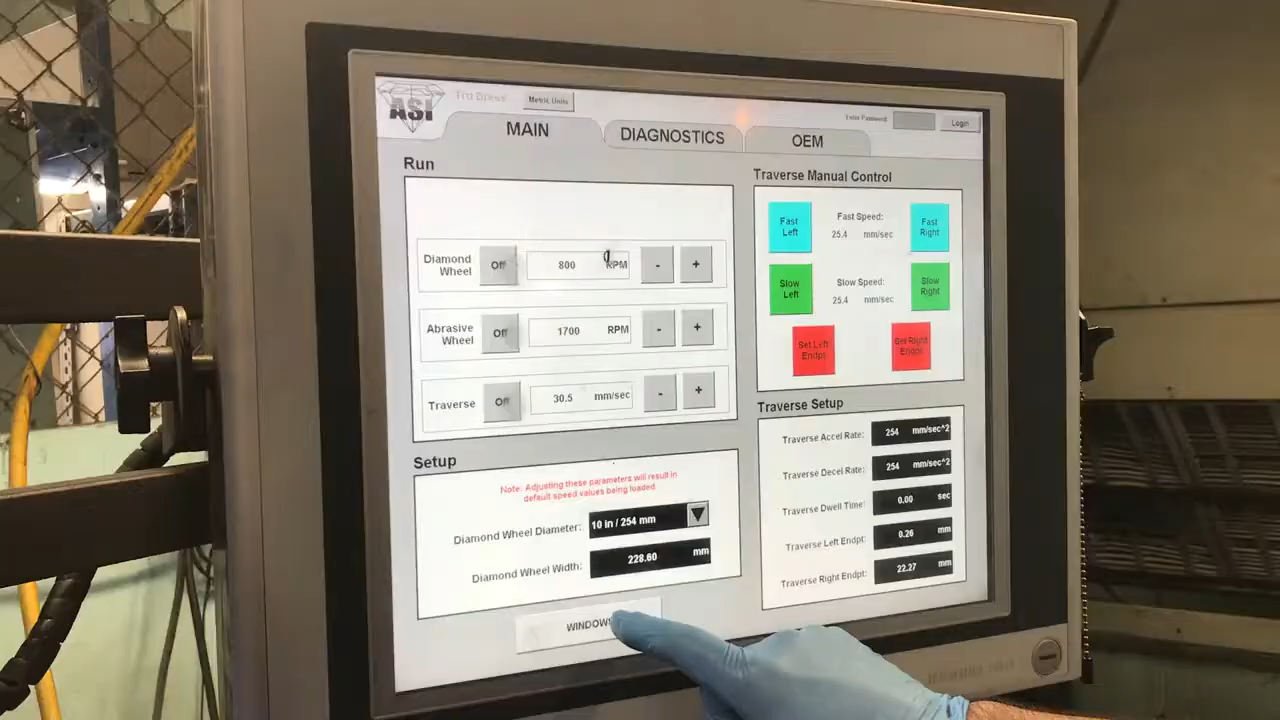 ASI
Tru Dress
Metric Units
Enter Password:
Login
MAIN
DIAGNOSTICS
OEM
Run
Diamond
Wheel
Off
800
RPM
-
+
Abrasive
Wheel
Off
1700
RPM
-
+
Traverse
Off
30.5
mm/sec
-
+
Setup
Note: Adjusting these parameters will result in
default speed values being loaded
Diamond Wheel Diameter:
10 in / 254 mm
Diamond Wheel Width:
228.60 mm
WINDOWS
Traverse Manual Control
Fast
Left
Fast Speed:
25.4 mm/sec
Fast
Right
Slow
Left
Slow Speed:
25.4 mm/sec
Slow
Right
Set Left
Endpt
Set Right
Endpt
Traverse Setup
Traverse Accel Rate: 254 mm/sec^2
Traverse Decel Rate: 254 mm/sec^2
Traverse Dwell Time: 0.00 sec
Traverse Left Endpt: 0.26 mm
Traverse Right Endpt: 22.27 mm